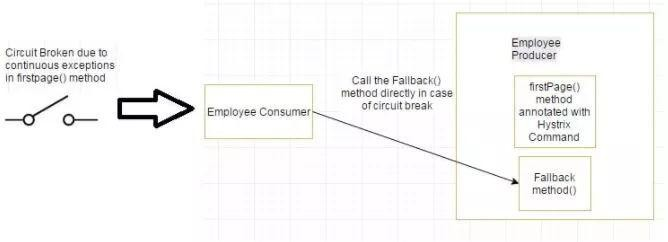 Circuit Broken due to
continuous exceptions
in firstpage() method
Employee Consumer
Call the Fallback()
method directly in case
of circuit break
Employee
Producer
firstPage()
method
annotated with
Hystrix
Command
Fallback
method()